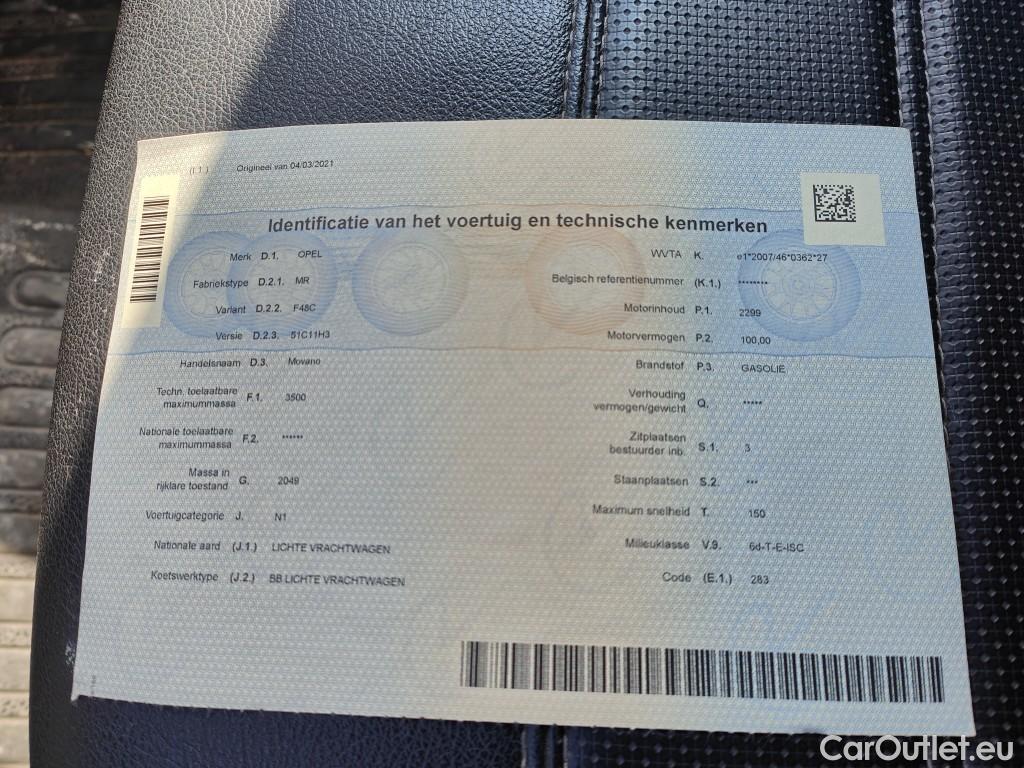 (I.1.) Origineel van 04/03/2021
Identificatie van het voertuig en technische kenmerken
Merk D.1. OPEL
Fabriekstype D.2.1. MR
Variant D.2.2. F48C
Versie D.2.3. 51C11H3
Handelsnaam D.3. Movano
Techn. toelaatbare
maximummassa F.1. 3500
Nationale toelaatbare
maximummassa F.2. ******
Massa in
rijklare toestand G. 2049
Voertuigcategorie J. N1
Nationale aard (J.1.) LICHTE VRACHTWAGEN
Koetswerktype (J.2.) BB LICHTE VRACHTWAGEN
WVTA K. e1*2007/46*0362*27
Belgisch referentienummer (K.1.) ********
Motorinhoud P.1. 2299
Motorvermogen P.2. 100,00
Brandstof P.3. GASOLIE
Verhouding
vermogen/gewicht Q. *****
Zitplaatsen
bestuurder inb. S.1. 3
Staanplaatsen S.2. ***
Maximum snelheid T. 150
Milieuklasse V.9. 6d-T-E-ISC
Code (E.1.) 283
CarOutlet.eu